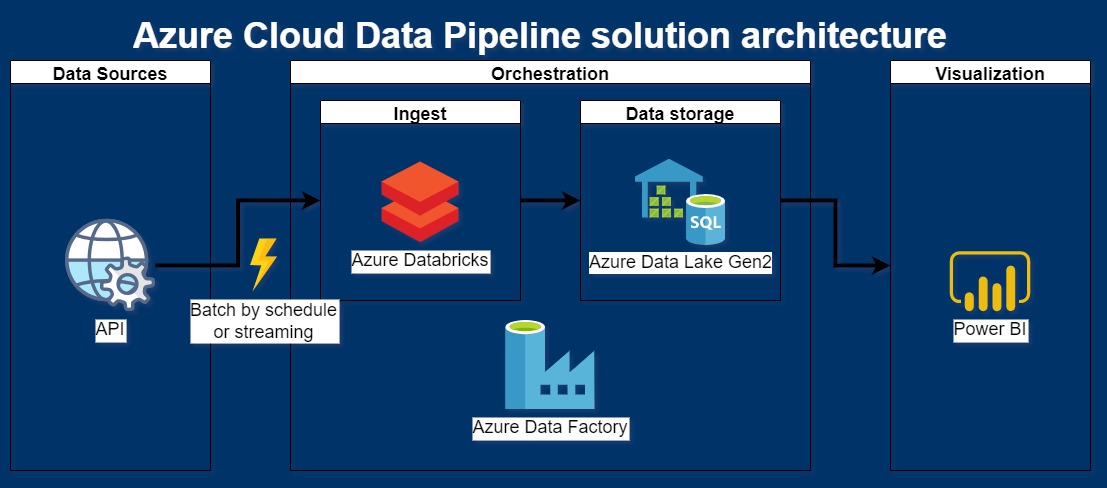 Azure Cloud Data Pipeline solution architecture
Data Sources
Orchestration
Visualization
Ingest
Data storage
SQL
Azure Databricks
Azure Data Lake Gen2
API
Batch by schedule
or streaming
Power BI
Azure Data Factory